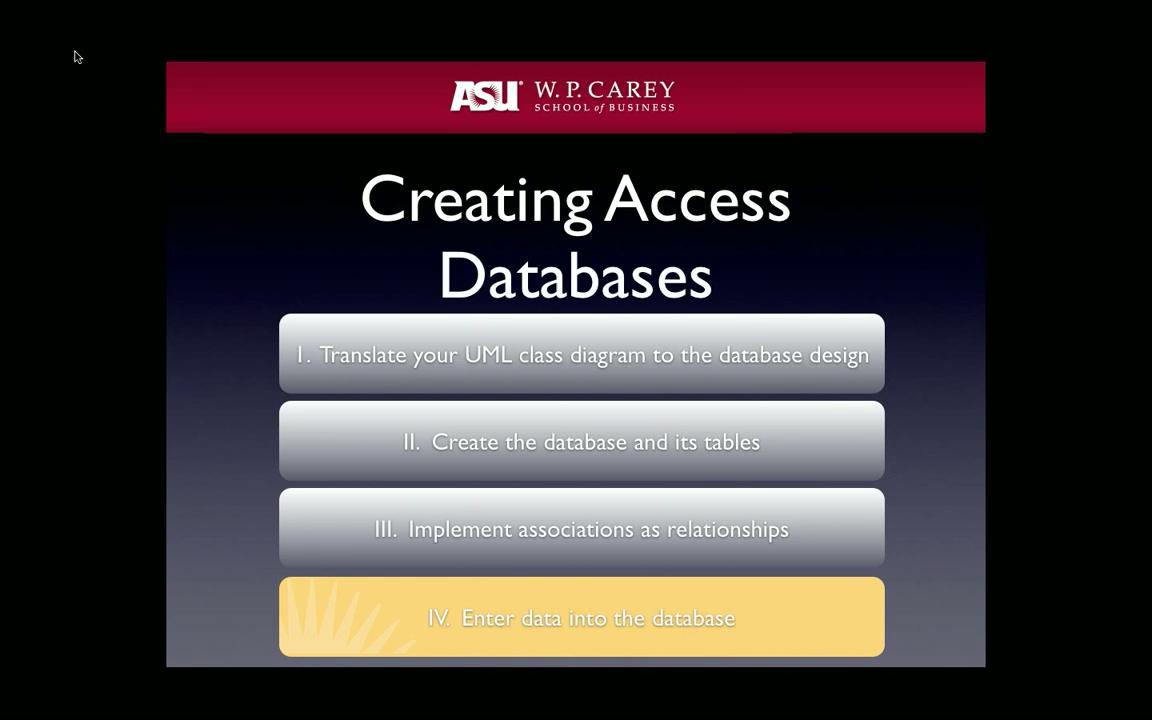 ASU® W. P. CAREY
SCHOOL of BUSINESS
Creating Access
Databases
I. Translate your UML class diagram to the database design
II. Create the database and its tables
III. Implement associations as relationships
IV. Enter data into the database